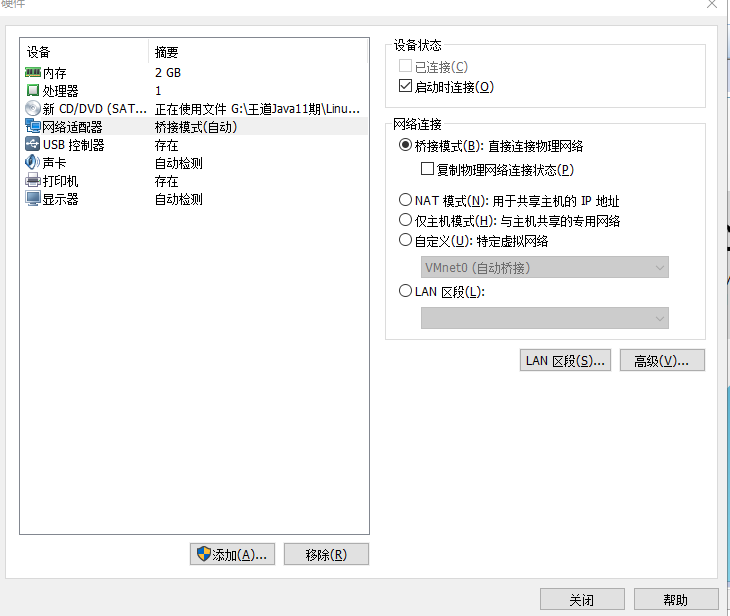 硬件
设备 摘要
内存 2 GB
处理器 1
新 CD/DVD (SAT... 正在使用文件 G:\王道Java11期\Linu...
网络适配器 桥接模式(自动)
USB 控制器 存在
声卡 自动检测
打印机 存在
显示器 自动检测
添加(A)... 移除(R)
设备状态
已连接(C)
启动时连接(O)
网络连接
桥接模式(B): 直接连接物理网络
复制物理网络连接状态(P)
NAT 模式(N): 用于共享主机的 IP 地址
仅主机模式(H): 与主机共享的专用网络
自定义(U): 特定虚拟网络
VMnet0 (自动桥接)
LAN 区段(L):
LAN 区段(S)... 高级(V)...
关闭 帮助